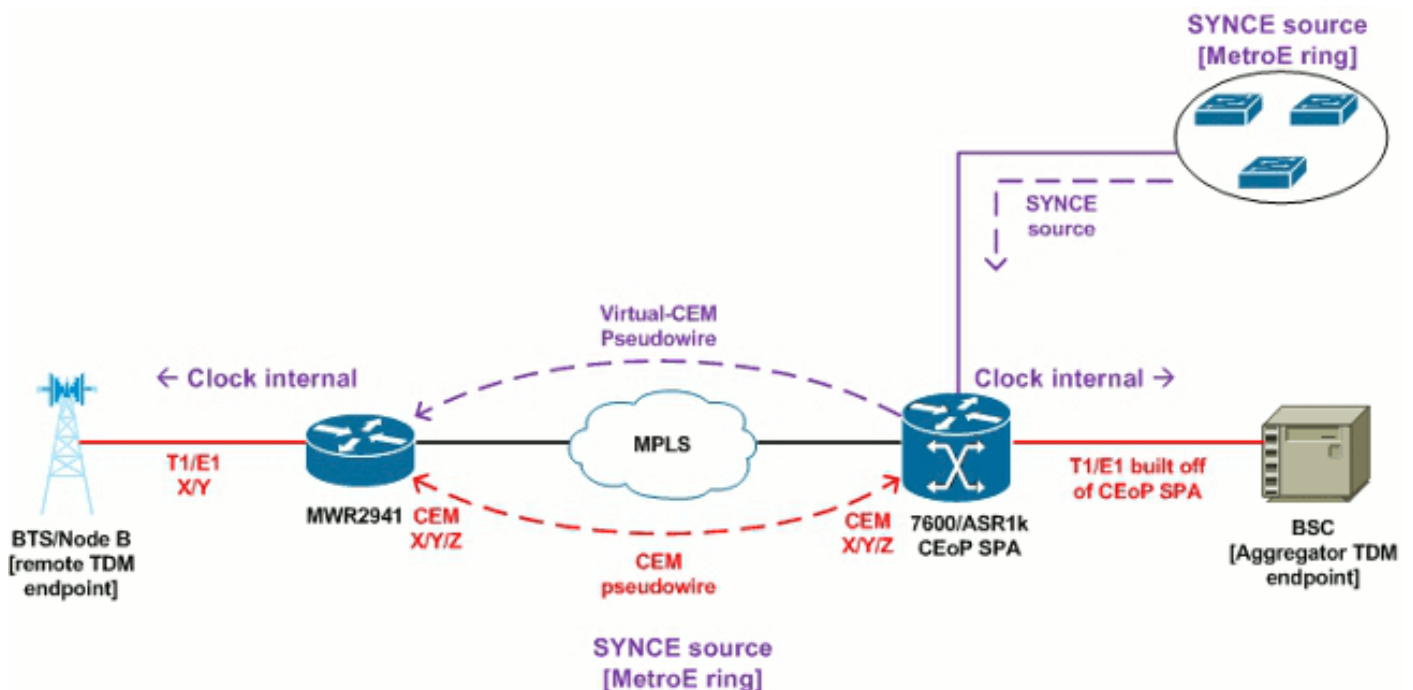 SYNCE source
[MetroE ring]
SYNCE
source
Virtual-CEM
Pseudowire
← Clock internal
Clock internal →
MPLS
T1/E1
X/Y
T1/E1 built off
of CEoP SPA
MWR2941
CEM
X/Y/Z
CEM
X/Y/Z
7600/ASR1k
CEoP SPA
BTS/Node B
[remote TDM
endpoint]
BSC
[Aggregator TDM
endpoint]
CEM
pseudowire
SYNCE source
[MetroE ring]